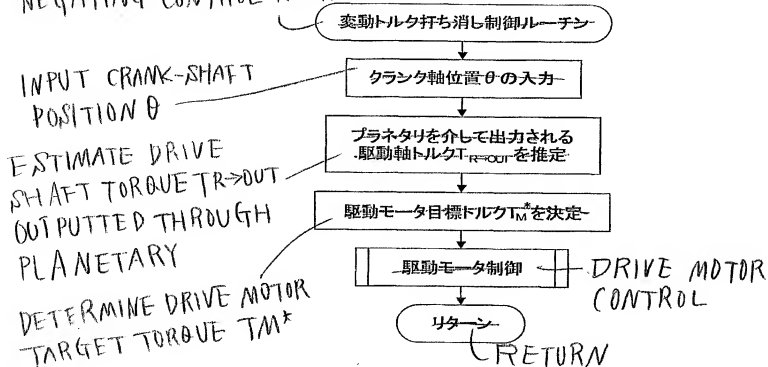 NEGATING CONTROL
変動トルク打ち消し制御ルーチン
INPUT CRANK-SHAFT
POSITION θ
クランク軸位置θの入力
プラネタリを介して出力される
駆動軸トルクTR→OUTを推定
ESTIMATE DRIVE
SHAFT TORQUE TR→OUT
OUTPUTTED THROUGH
PLANETARY
駆動モータ目標トルクTM*を決定
DETERMINE DRIVE MOTOR
TARGET TORQUE TM*
駆動モータ制御
DRIVE MOTOR
CONTROL
リターン
RETURN